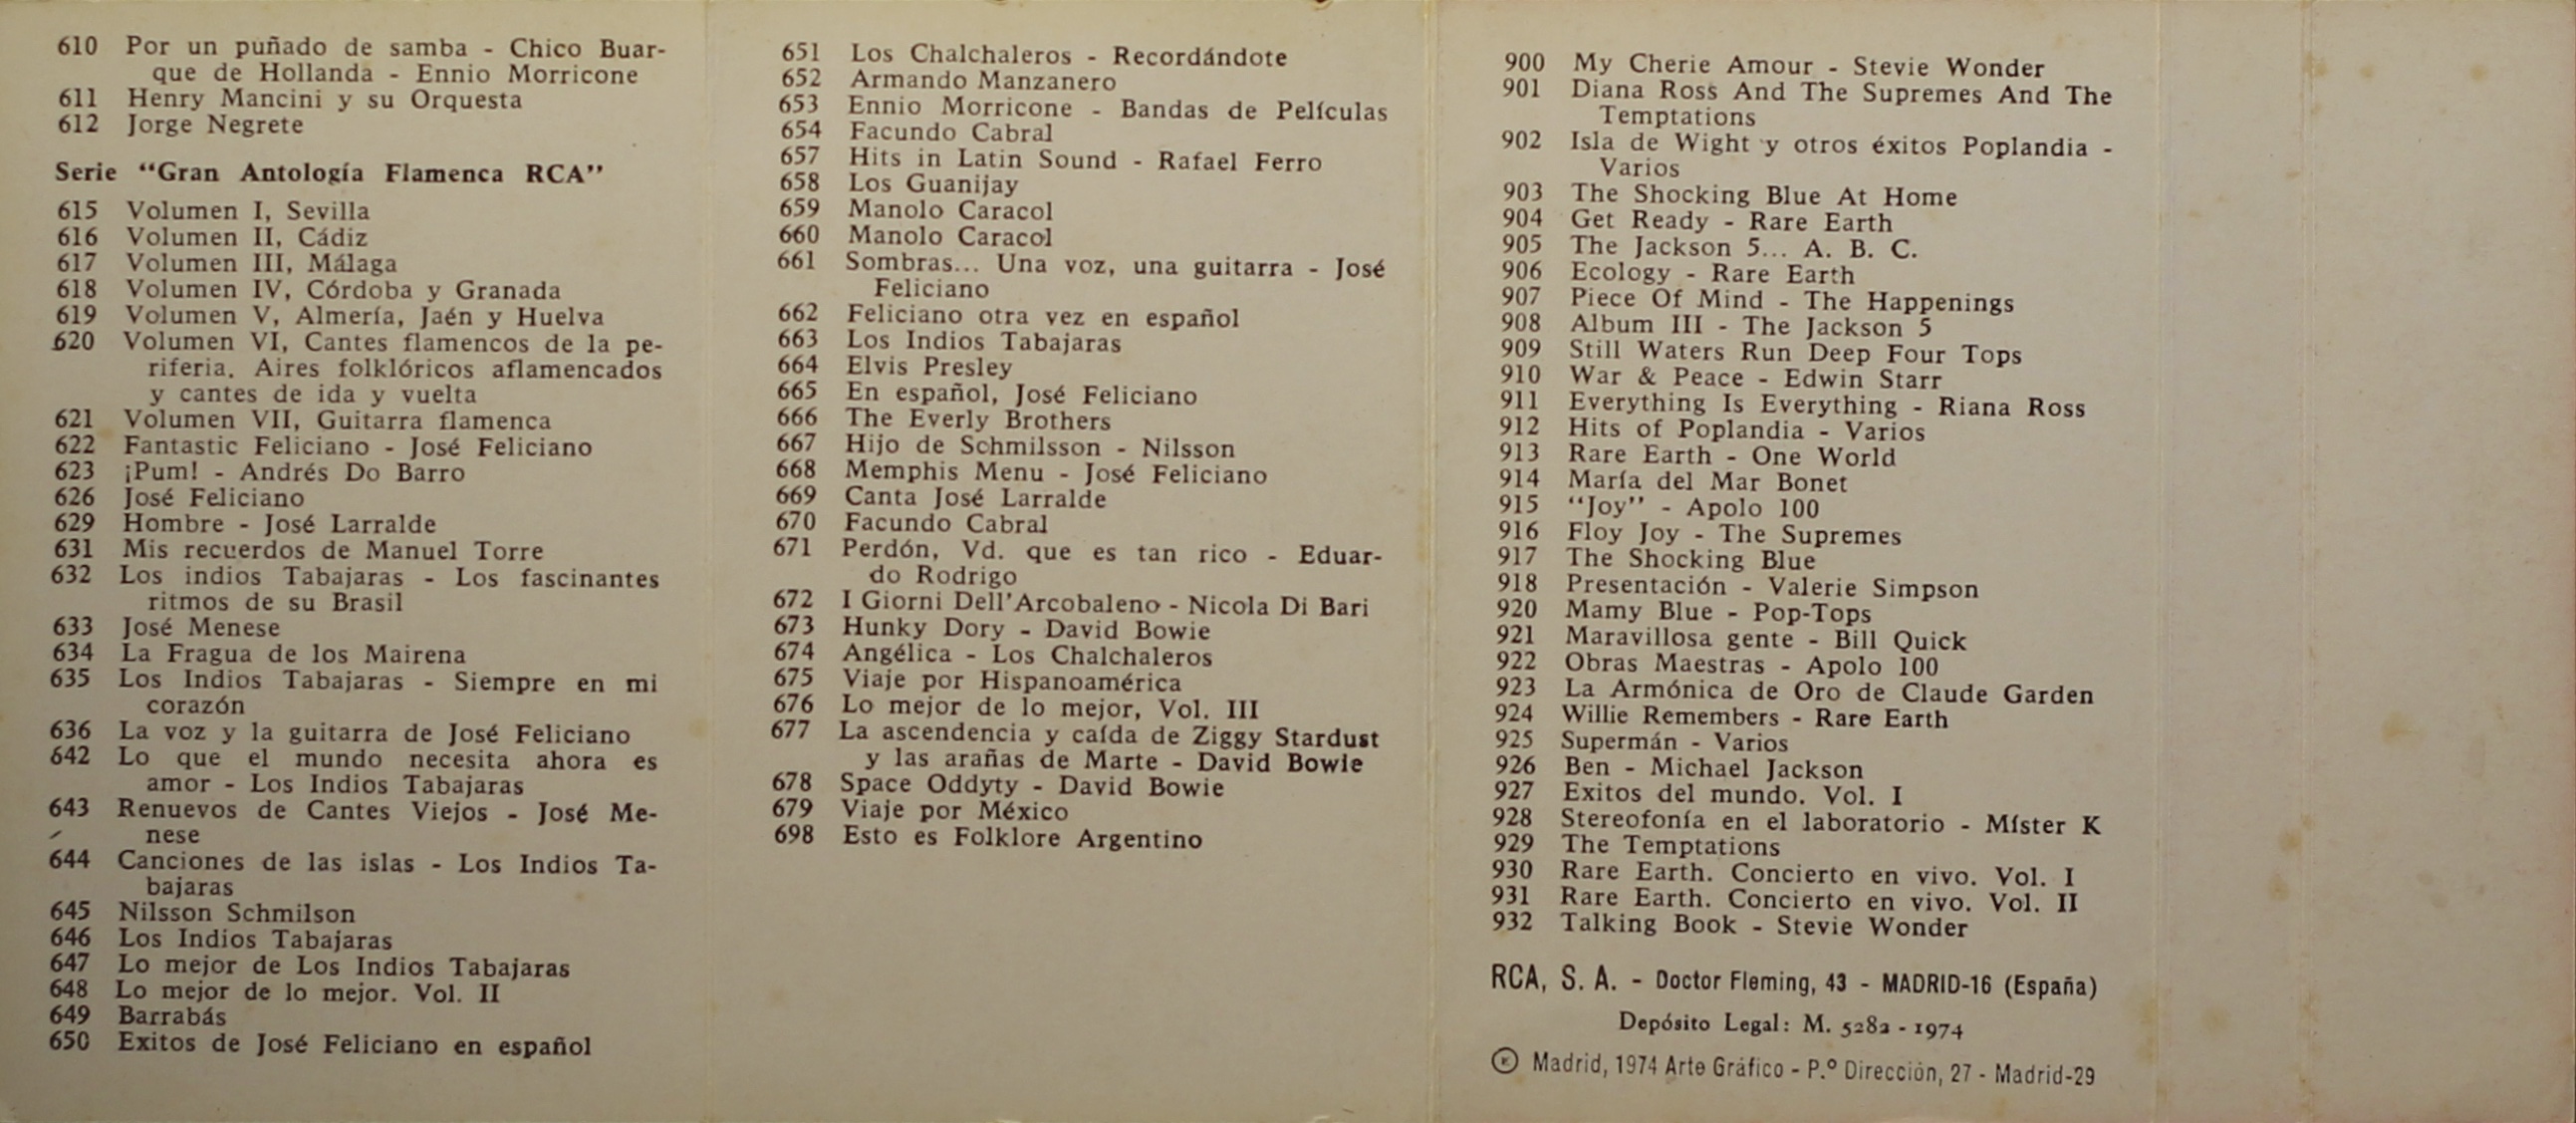 610 Por un puñado de samba - Chico Buar-
que de Hollanda - Ennio Morricone
611 Henry Mancini y su Orquesta
612 Jorge Negrete
Serie “Gran Antología Flamenca RCA”
615 Volumen I, Sevilla
616 Volumen II, Cádiz
617 Volumen III, Málaga
618 Volumen IV, Córdoba y Granada
619 Volumen V, Almería, Jaén y Huelva
620 Volumen VI, Cantes flamencos de la pe-
riferia. Aires folklóricos aflamencados
y cantes de ida y vuelta
621 Volumen VII, Guitarra flamenca
622 Fantastic Feliciano - José Feliciano
623 ¡Pum! - Andrés Do Barro
626 José Feliciano
629 Hombre - José Larralde
631 Mis recuerdos de Manuel Torre
632 Los indios Tabajaras - Los fascinantes
ritmos de su Brasil
633 José Menese
634 La Fragua de los Mairena
635 Los Indios Tabajaras - Siempre en mi
corazón
636 La voz y la guitarra de José Feliciano
642 Lo que el mundo necesita ahora es
amor - Los Indios Tabajaras
643 Renuevos de Cantes Viejos - José Me-
nese
644 Canciones de las islas - Los Indios Ta-
bajaras
645 Nilsson Schmilson
646 Los Indios Tabajaras
647 Lo mejor de Los Indios Tabajaras
648 Lo mejor de lo mejor. Vol. II
649 Barrabás
650 Exitos de José Feliciano en español
651 Los Chalchaleros - Recordándote
652 Armando Manzanero
653 Ennio Morricone - Bandas de Películas
654 Facundo Cabral
657 Hits in Latin Sound - Rafael Ferro
658 Los Guanijay
659 Manolo Caracol
660 Manolo Caracol
661 Sombras... Una voz, una guitarra - José
Feliciano
662 Feliciano otra vez en español
663 Los Indios Tabajaras
664 Elvis Presley
665 En español, José Feliciano
666 The Everly Brothers
667 Hijo de Schmilsson - Nilsson
668 Memphis Menu - José Feliciano
669 Canta José Larralde
670 Facundo Cabral
671 Perdón, Vd. que es tan rico - Eduar-
do Rodrigo
672 I Giorni Dell'Arcobaleno - Nicola Di Bari
673 Hunky Dory - David Bowie
674 Angélica - Los Chalchaleros
675 Viaje por Hispanoamérica
676 Lo mejor de lo mejor, Vol. III
677 La ascendencia y caída de Ziggy Stardust
y las arañas de Marte - David Bowie
678 Space Oddyty - David Bowie
679 Viaje por México
698 Esto es Folklore Argentino
900 My Cherie Amour - Stevie Wonder
901 Diana Ross And The Supremes And The
Temptations
902 Isla de Wight y otros éxitos Poplandia -
Varios
903 The Shocking Blue At Home
904 Get Ready - Rare Earth
905 The Jackson 5... A. B. C.
906 Ecology - Rare Earth
907 Piece Of Mind - The Happenings
908 Album III - The Jackson 5
909 Still Waters Run Deep Four Tops
910 War & Peace - Edwin Starr
911 Everything Is Everything - Riana Ross
912 Hits of Poplandia - Varios
913 Rare Earth - One World
914 María del Mar Bonet
915 “Joy” - Apolo 100
916 Floy Joy - The Supremes
917 The Shocking Blue
918 Presentación - Valerie Simpson
920 Mamy Blue - Pop-Tops
921 Maravillosa gente - Bill Quick
922 Obras Maestras - Apolo 100
923 La Armónica de Oro de Claude Garden
924 Willie Remembers - Rare Earth
925 Supermán - Varios
926 Ben - Michael Jackson
927 Exitos del mundo. Vol. I
928 Stereofonía en el laboratorio - Míster K
929 The Temptations
930 Rare Earth. Concierto en vivo. Vol. I
931 Rare Earth. Concierto en vivo. Vol. II
932 Talking Book - Stevie Wonder
RCA, S. A. - Doctor Fleming, 43 - MADRID-16 (España)
Depósito Legal: M. 5282 - 1974
Madrid, 1974 Arte Gráfico - P.º Dirección, 27 - Madrid-29